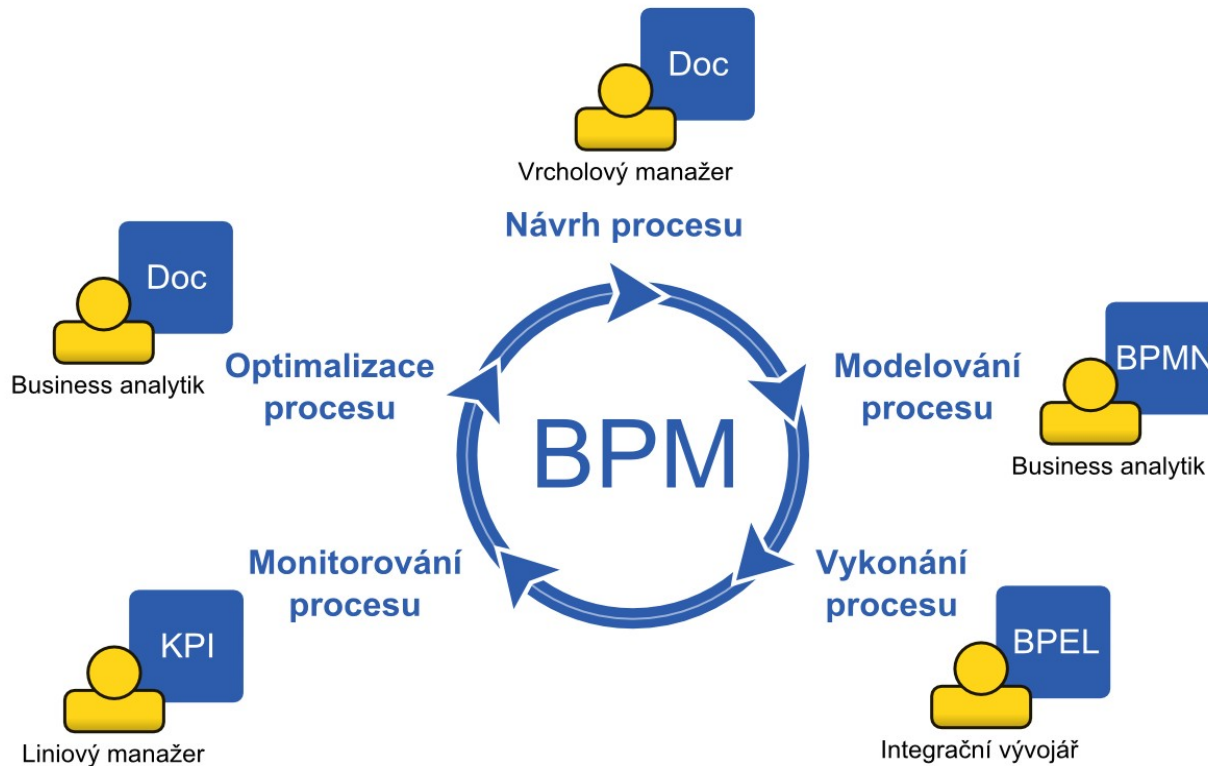 Doc
Vrcholový manažer
Návrh procesu
Doc
Business analytik
Optimalizace
procesu
Modelování
procesu
BPMN
Business analytik
BPM
Monitorování
procesu
KPI
Liniový manažer
Vykonání
procesu
BPEL
Integrační vývojář